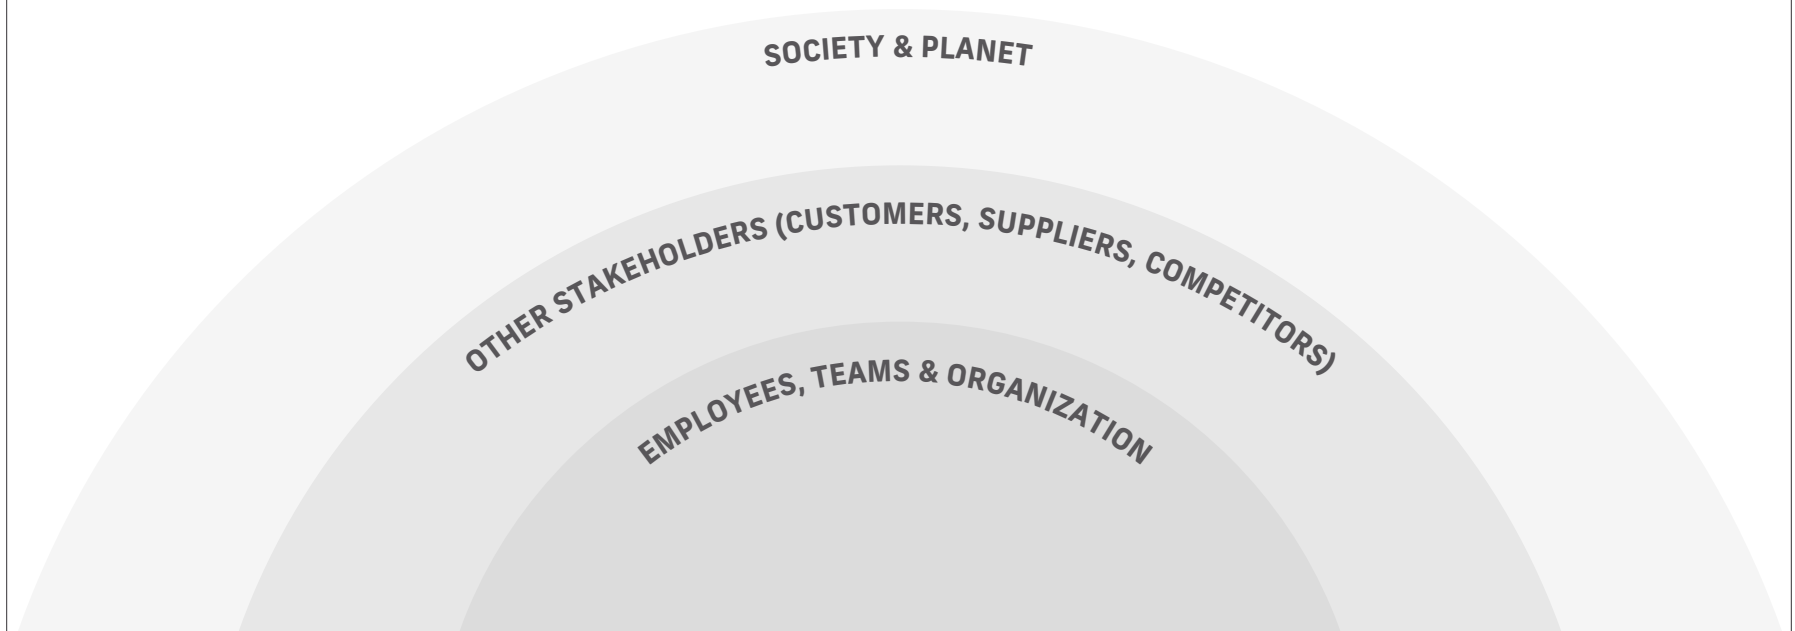 SOCIETY & PLANET
OTHER STAKEHOLDERS (CUSTOMERS, SUPPLIERS, COMPETITORS)
EMPLOYEES, TEAMS & ORGANIZATION